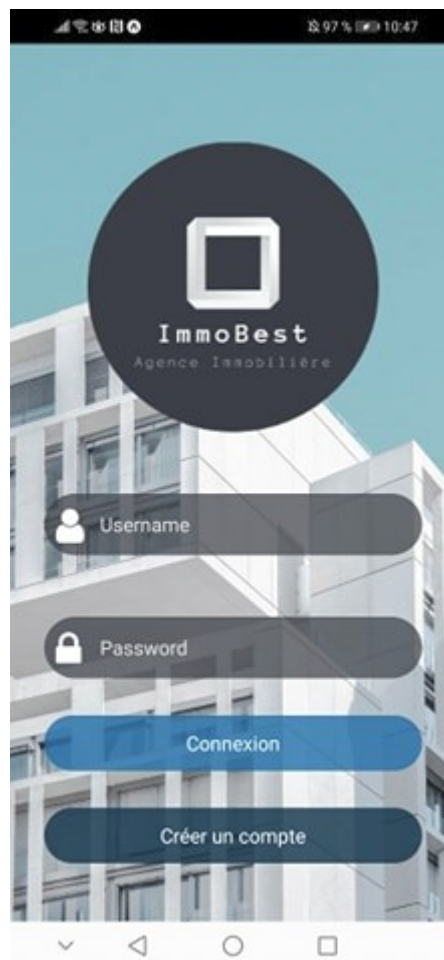 97 % 10:47
ImmoBest
Agence Immobilière
Username
Password
Connexion
Créer un compte